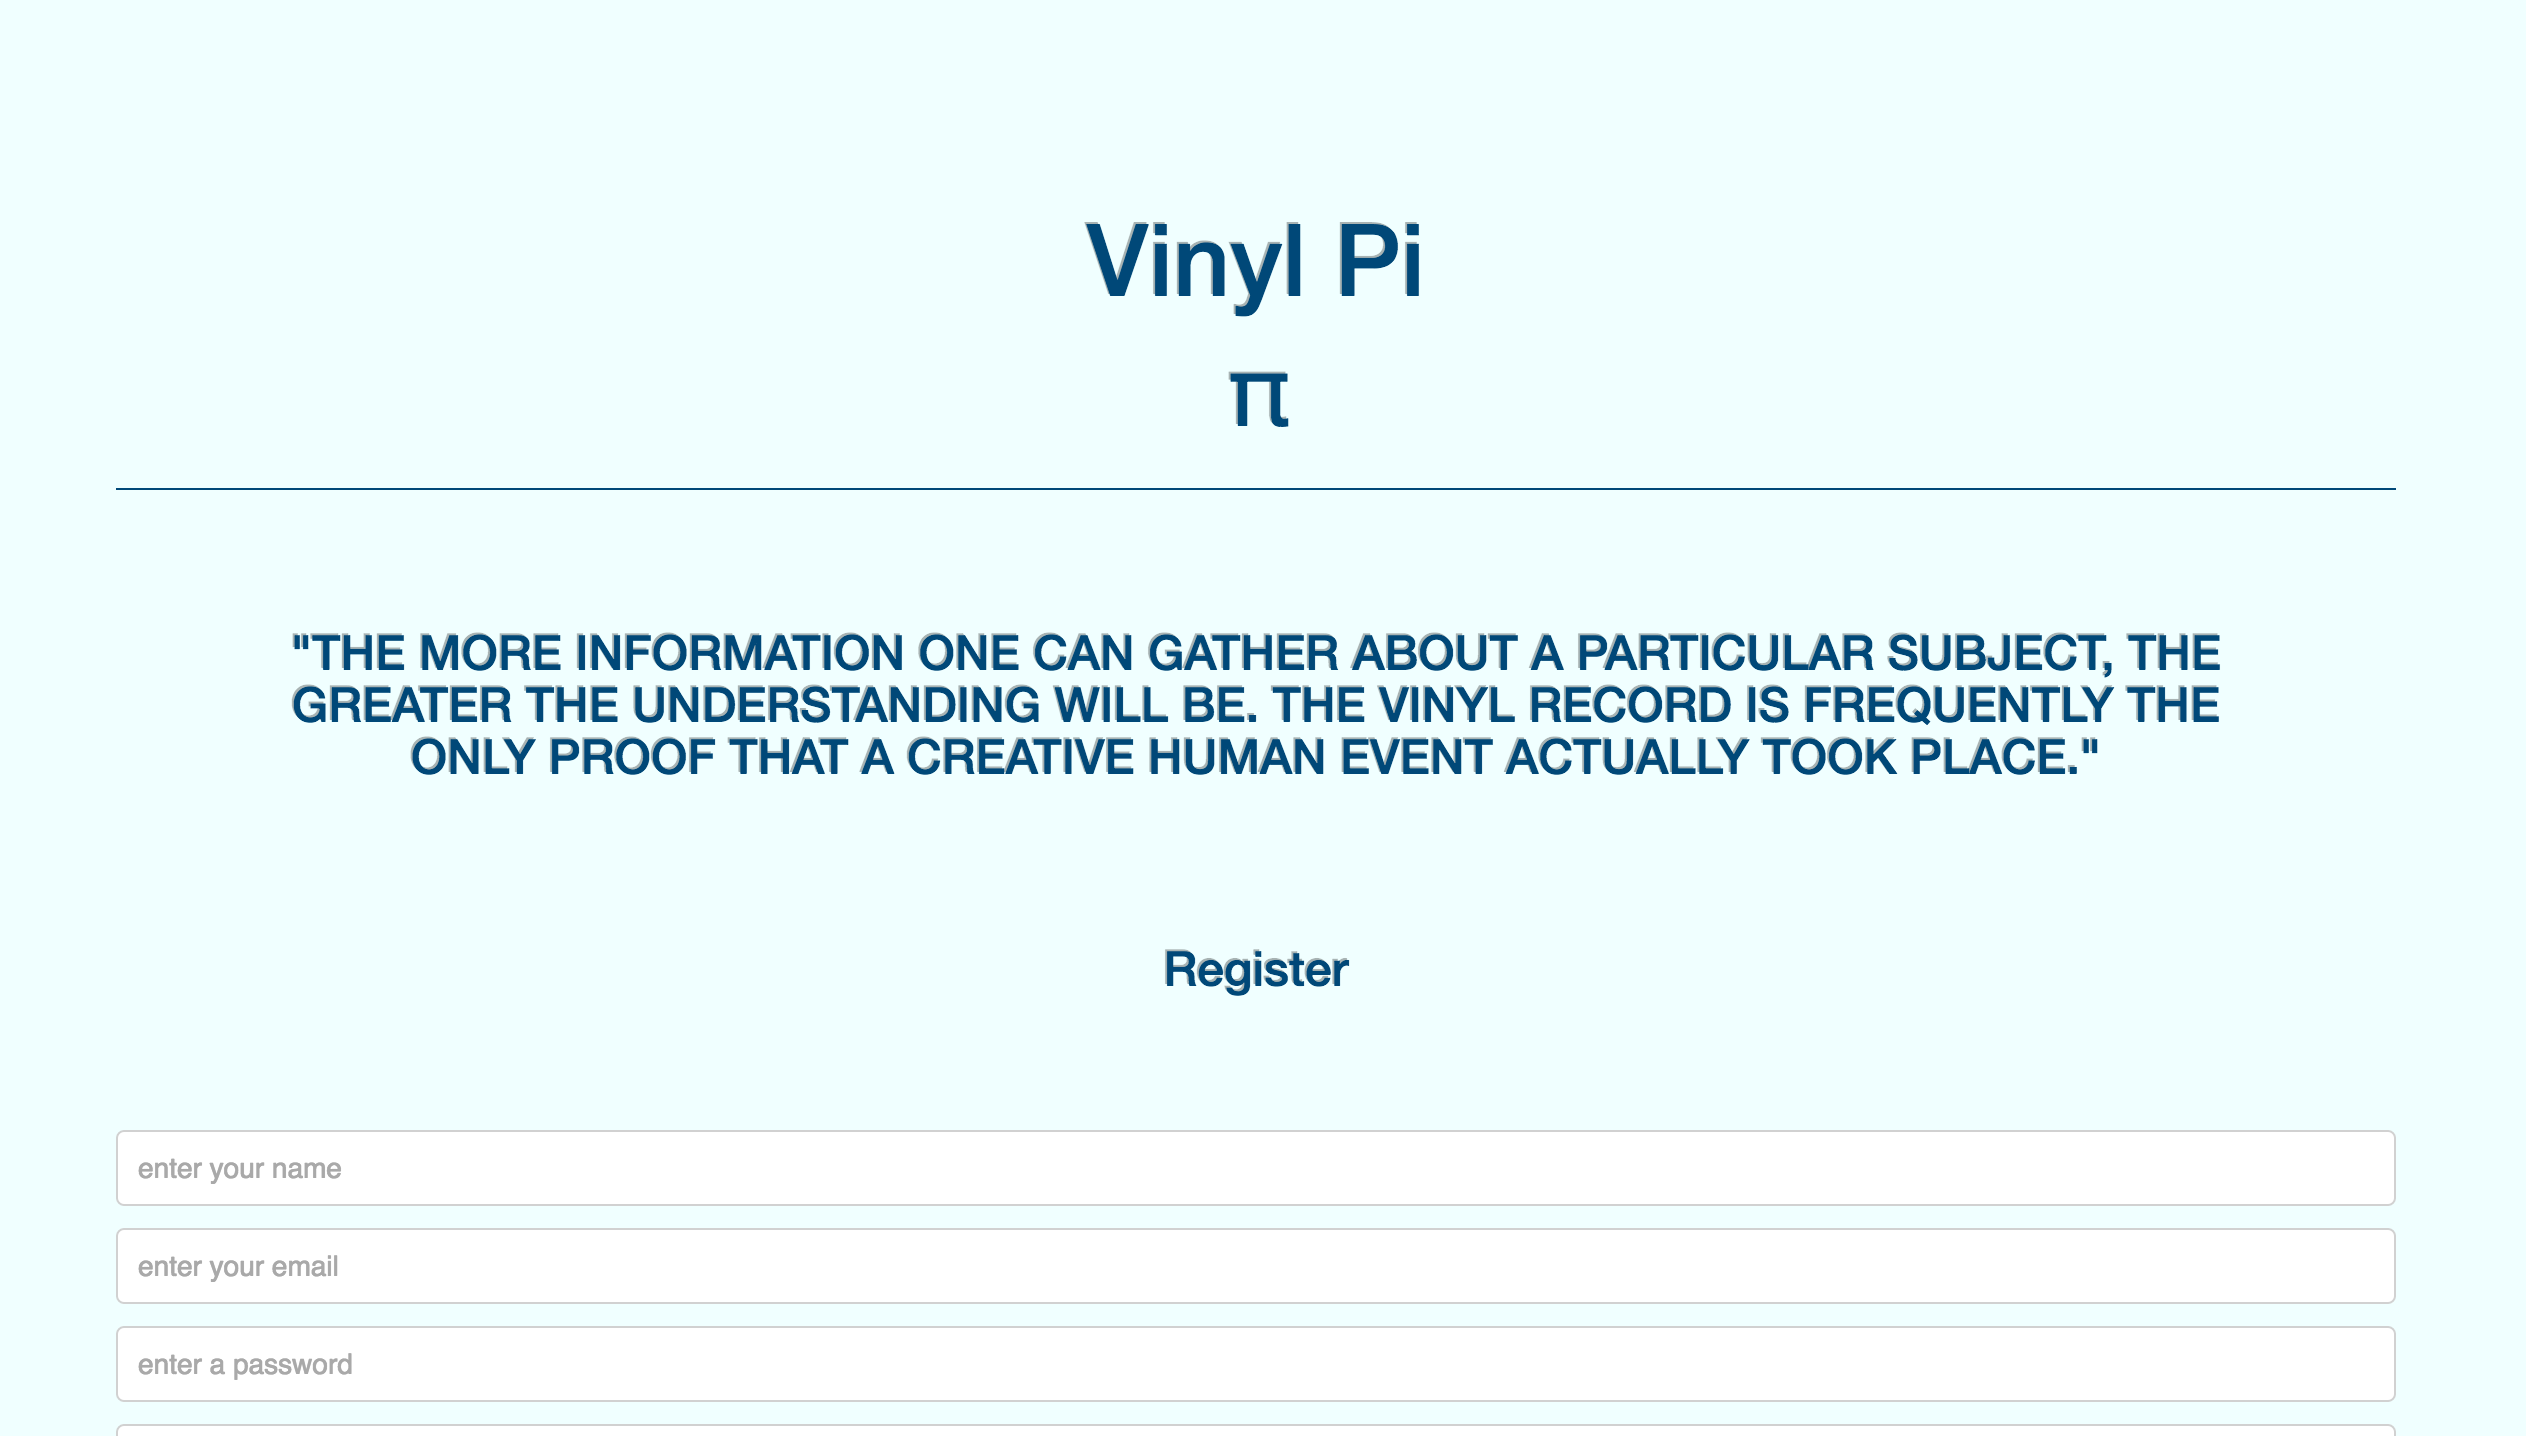 Vinyl Pi
π
"THE MORE INFORMATION ONE CAN GATHER ABOUT A PARTICULAR SUBJECT, THE
GREATER THE UNDERSTANDING WILL BE. THE VINYL RECORD IS FREQUENTLY THE
ONLY PROOF THAT A CREATIVE HUMAN EVENT ACTUALLY TOOK PLACE."
Register
enter your name
enter your email
enter a password